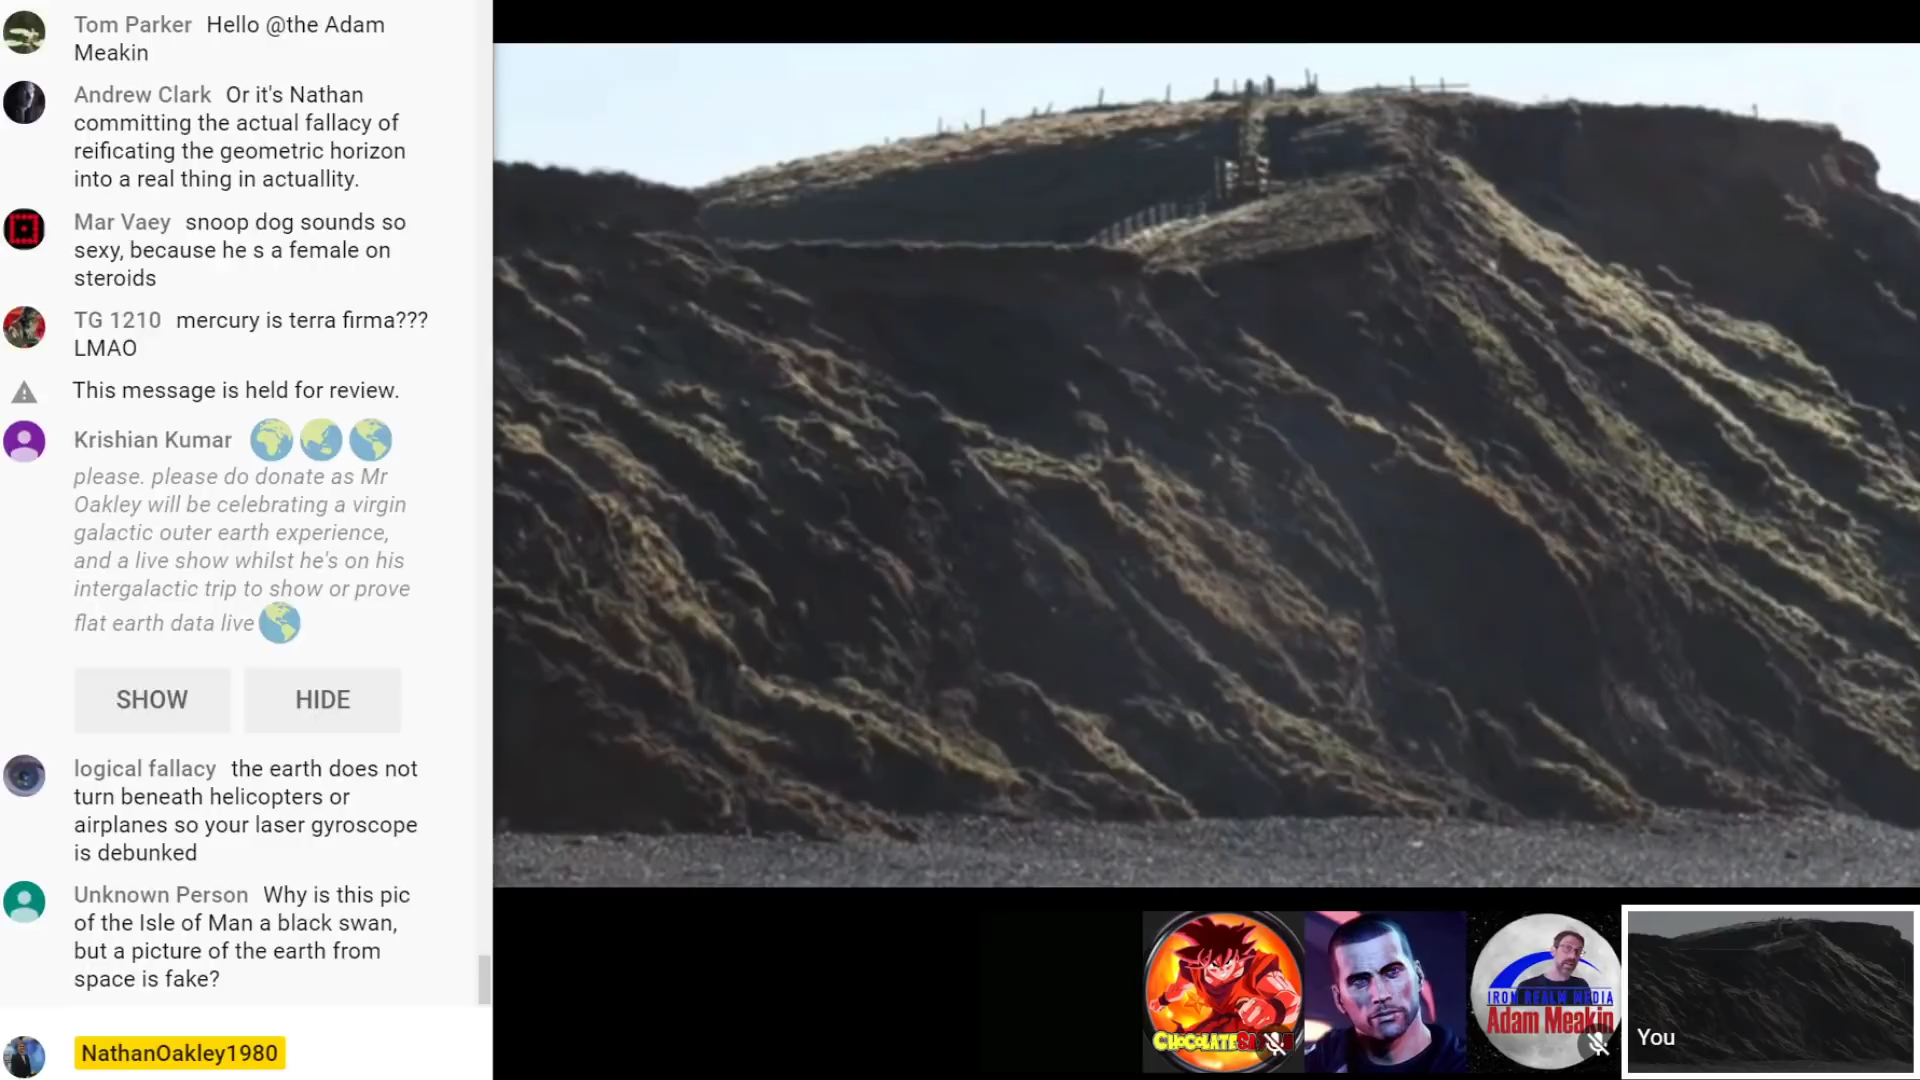 Tom Parker Hello @the Adam
Meakin
Andrew Clark Or it's Nathan
committing the actual fallacy of
reificating the geometric horizon
into a real thing in actuallity.
Mar Vaey snoop dog sounds so
sexy, because he s a female on
steroids
TG 1210 mercury is terra firma???
LMAO
This message is held for review.
Krishian Kumar
please. please do donate as Mr
Oakley will be celebrating a virgin
galactic outer earth experience,
and a live show whilst he's on his
intergalactic trip to show or prove
flat earth data live
SHOW HIDE
logical fallacy the earth does not
turn beneath helicopters or
airplanes so your laser gyroscope
is debunked
Unknown Person Why is this pic
of the Isle of Man a black swan,
but a picture of the earth from
space is fake?
NathanOakley1980
IRON REALM MEDIA
Adam Meakin
You